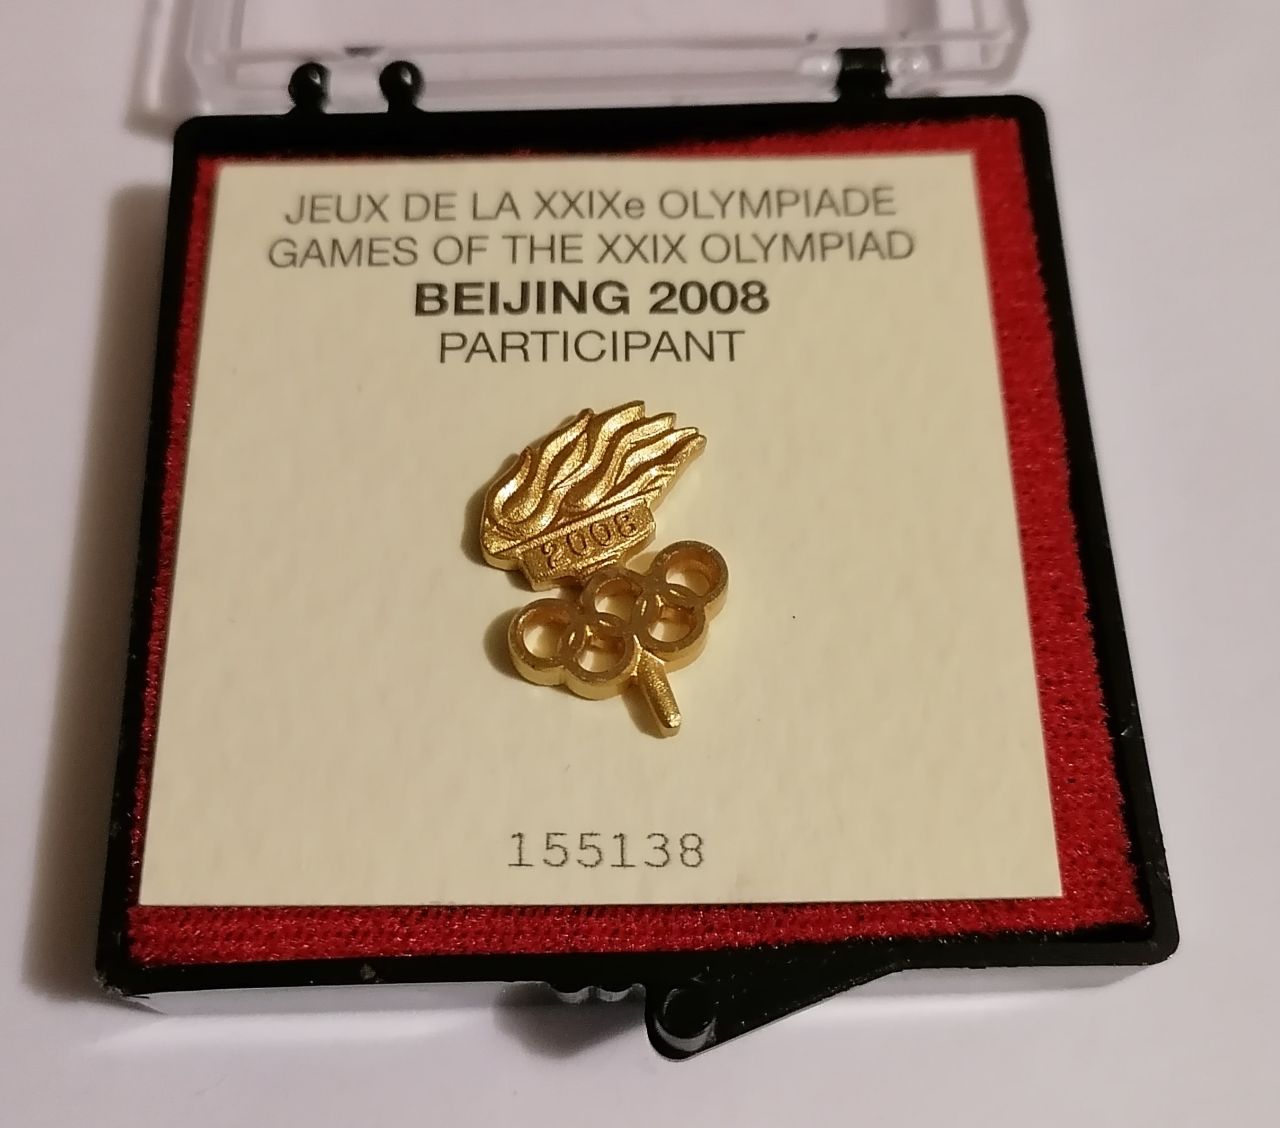 JEUX DE LA XXIXe OLYMPIADE
GAMES OF THE XXIX OLYMPIAD
BEIJING 2008
PARTICIPANT
2008
155138